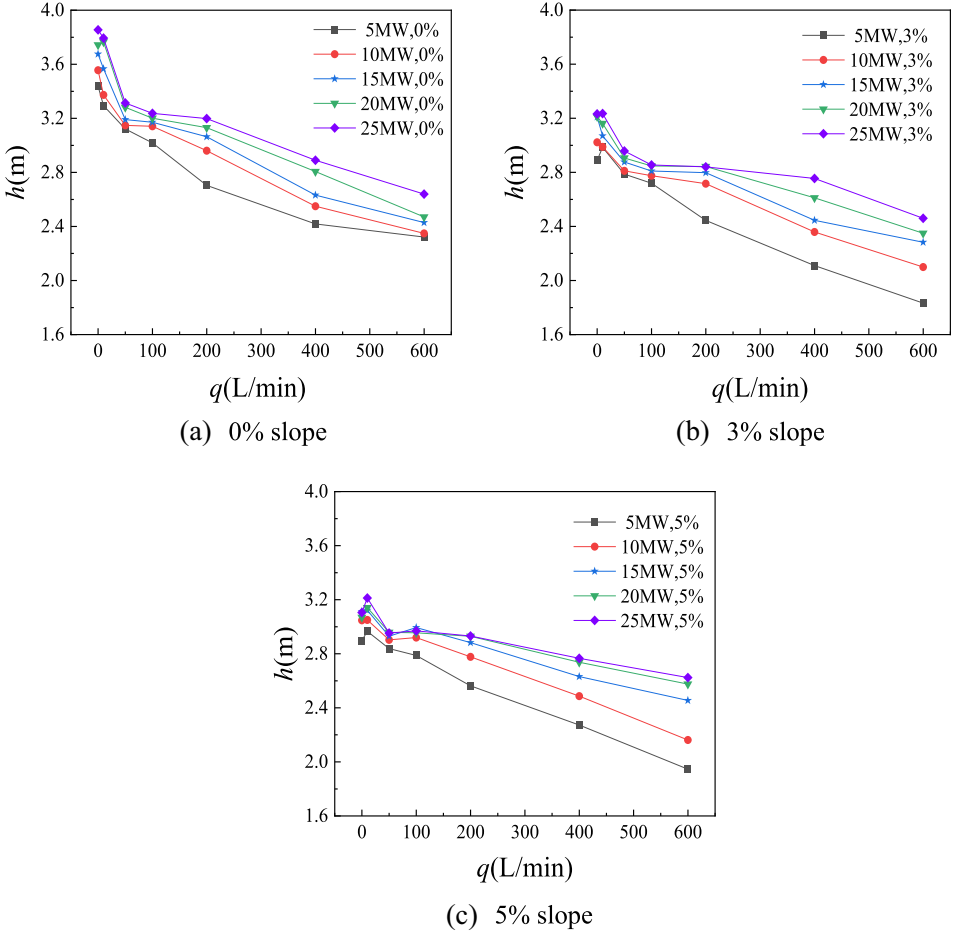 4.0
3.6
3.2
2.8
2.4
2.0
1.6
h(m)
5MW,0%
10MW,0%
15MW,0%
20MW,0%
25MW,0%
0 100 200 300 400 500 600
q(L/min)
(a) 0% slope
4.0
3.6
3.2
2.8
2.4
2.0
1.6
h(m)
5MW,3%
10MW,3%
15MW,3%
20MW,3%
25MW,3%
0 100 200 300 400 500 600
q(L/min)
(b) 3% slope
4.0
3.6
3.2
2.8
2.4
2.0
1.6
h(m)
5MW,5%
10MW,5%
15MW,5%
20MW,5%
25MW,5%
0 100 200 300 400 500 600
q(L/min)
(c) 5% slope